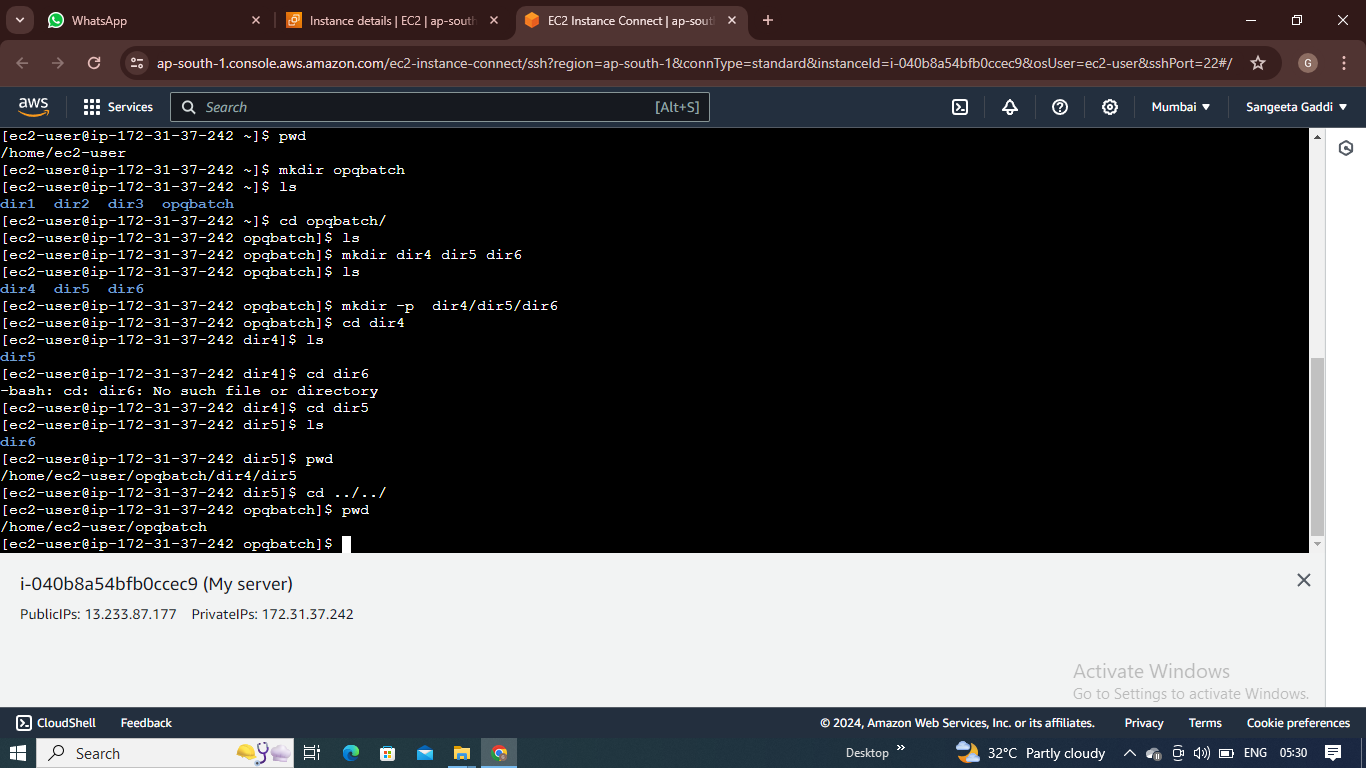 WhatsApp
Instance details | EC2 | ap-south
EC2 Instance Connect | ap-sout
ap-south-1.console.aws.amazon.com/ec2-instance-connect/ssh?region=ap-south-1&connType=standard&instanceId=i-040b8a54bfb0ccec9&osUser=ec2-user&sshPort=22#/
G
aws
Services
Search
[Alt+S]
Mumbai
Sangeeta Gaddi
[ec2-user@ip-172-31-37-242 ~]$ pwd
/home/ec2-user
[ec2-user@ip-172-31-37-242 ~]$ mkdir opqbatch
[ec2-user@ip-172-31-37-242 ~]$ ls
dir1  dir2  dir3  opqbatch
[ec2-user@ip-172-31-37-242 ~]$ cd opqbatch/
[ec2-user@ip-172-31-37-242 opqbatch]$ ls
[ec2-user@ip-172-31-37-242 opqbatch]$ mkdir dir4 dir5 dir6
[ec2-user@ip-172-31-37-242 opqbatch]$ ls
dir4  dir5  dir6
[ec2-user@ip-172-31-37-242 opqbatch]$ mkdir -p  dir4/dir5/dir6
[ec2-user@ip-172-31-37-242 opqbatch]$ cd dir4
[ec2-user@ip-172-31-37-242 dir4]$ ls
dir5
[ec2-user@ip-172-31-37-242 dir4]$ cd dir6
-bash: cd: dir6: No such file or directory
[ec2-user@ip-172-31-37-242 dir4]$ cd dir5
[ec2-user@ip-172-31-37-242 dir5]$ ls
dir6
[ec2-user@ip-172-31-37-242 dir5]$ pwd
/home/ec2-user/opqbatch/dir4/dir5
[ec2-user@ip-172-31-37-242 dir5]$ cd ../../
[ec2-user@ip-172-31-37-242 opqbatch]$ pwd
/home/ec2-user/opqbatch
[ec2-user@ip-172-31-37-242 opqbatch]$
i-040b8a54bfb0ccec9 (My server)
PublicIPs: 13.233.87.177    PrivateIPs: 172.31.37.242
Activate Windows
Go to Settings to activate Windows.
CloudShell
Feedback
© 2024, Amazon Web Services, Inc. or its affiliates.
Privacy
Terms
Cookie preferences
Search
Desktop
32°C  Partly cloudy
ENG
05:30